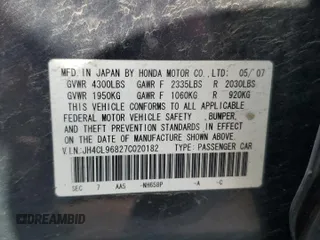 MFD. IN JAPAN BY HONDA MOTOR CO., LTD. 05/07
GVWR 4300LBS GAWR F 2335LBS R 2030LBS
GVWR 1950KG GAWR F 1060KG R 920KG
THIS VEHICLE CONFORMS TO ALL APPLICABLE
FEDERAL MOTOR VEHICLE SAFETY, BUMPER,
AND THEFT PREVENTION STANDARDS IN EFFECT ON
THE DATE OF MANUFACTURE SHOWN ABOVE.
V.I.N: JH4CL96827C020182 TYPE: PASSENGER CAR
SEC 7 AA5 -NH658P -A -C
© DREAMBID